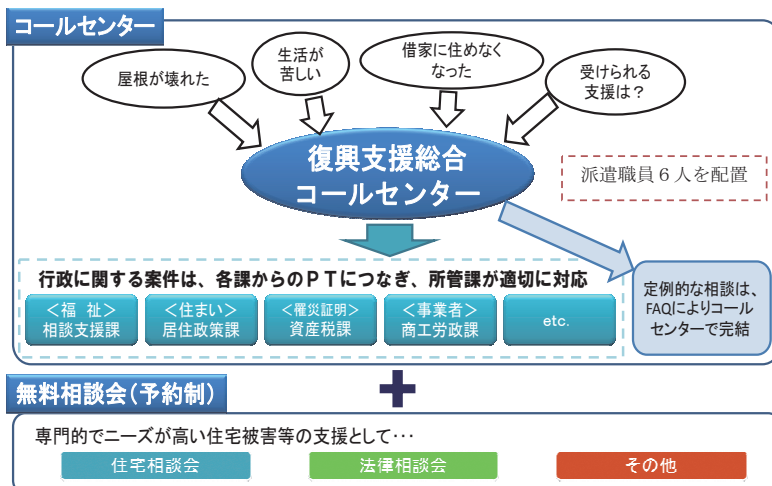 コールセンター
屋根が壊れた
生活が
苦しい
借家に住めなく
なった
受けられる
支援は？
復興支援総合
コールセンター
派遣職員６人を配置
行政に関する案件は、各課からのＰＴにつなぎ、所管課が適切に対応
＜福 祉＞
相談支援課
＜住まい＞
居住政策課
＜罹災証明＞
資産税課
＜事業者＞
商工労政課
etc.
定例的な相談は、
FAQによりコール
センターで完結
無料相談会（予約制）
専門的でニーズが高い住宅被害等の支援として…
住宅相談会
法律相談会
その他